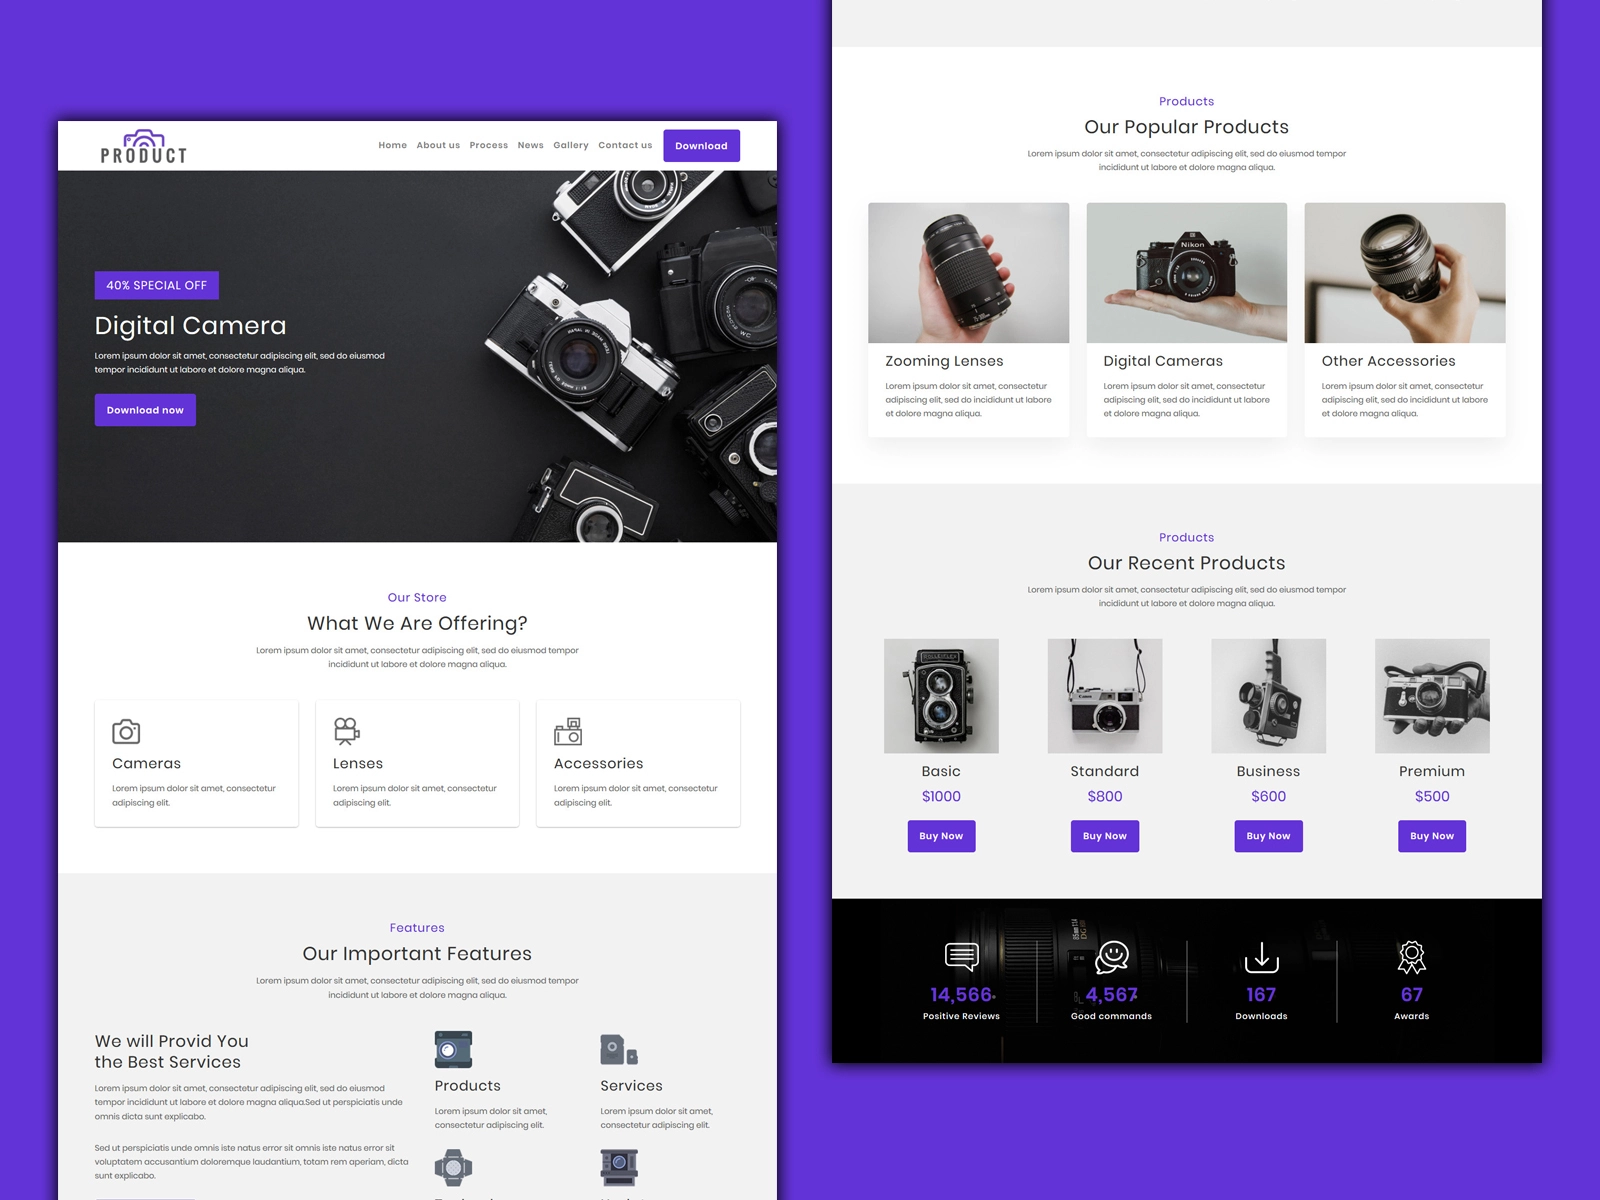 PRODUCT
Home About us Process News Gallery Contact us Download
40% SPECIAL OFF
Digital Camera
Lorem ipsum dolor sit amet, consectetur adipiscing elit, sed do eiusmod
tempor incididunt ut labore et dolore magna aliqua.
Download now
Our Store
What We Are Offering?
Lorem ipsum dolor sit amet, consectetur adipiscing elit, sed do eiusmod tempor
incididunt ut labore et dolore magna aliqua.
Cameras
Lorem ipsum dolor sit amet, consectetur
adipiscing elit.
Lenses
Lorem ipsum dolor sit amet, consectetur
adipiscing elit.
Accessories
Lorem ipsum dolor sit amet, consectetur
adipiscing elit.
Features
Our Important Features
Lorem ipsum dolor sit amet, consectetur adipiscing elit, sed do eiusmod tempor
incididunt ut labore et dolore magna aliqua.
We will Provid You
the Best Services
Lorem ipsum dolor sit amet, consectetur adipiscing elit, sed do eiusmod
tempor incididunt ut labore et dolore magna aliqua.Sed ut perspiciatis unde
omnis dicta sunt explicabo.
Sed ut perspiciatis unde omnis iste natus error sit omnis iste natus error sit
voluptatem accusantium doloremque laudantium, totam rem aperiam, dicta
sunt explicabo.
Products
Lorem ipsum dolor sit amet,
consectetur adipiscing elit.
Services
Lorem ipsum dolor sit amet,
consectetur adipiscing elit.
Products
Our Popular Products
Lorem ipsum dolor sit amet, consectetur adipiscing elit, sed do eiusmod tempor
incididunt ut labore et dolore magna aliqua.
Nikon
Zooming Lenses
Lorem ipsum dolor sit amet, consectetur
adipiscing elit, sed do incididunt ut labore
et dolore magna aliqua.
Digital Cameras
Lorem ipsum dolor sit amet, consectetur
adipiscing elit, sed do incididunt ut labore
et dolore magna aliqua.
Other Accessories
Lorem ipsum dolor sit amet, consectetur
adipiscing elit, sed do incididunt ut labore
et dolore magna aliqua.
Products
Our Recent Products
Lorem ipsum dolor sit amet, consectetur adipiscing elit, sed do eiusmod tempor
incididunt ut labore et dolore magna aliqua.
Canon
Basic
$1000
Buy Now
Standard
$800
Buy Now
Business
$600
Buy Now
Premium
$500
Buy Now
14,566
Positive Reviews
4,567
Good commands
167
Downloads
67
Awards